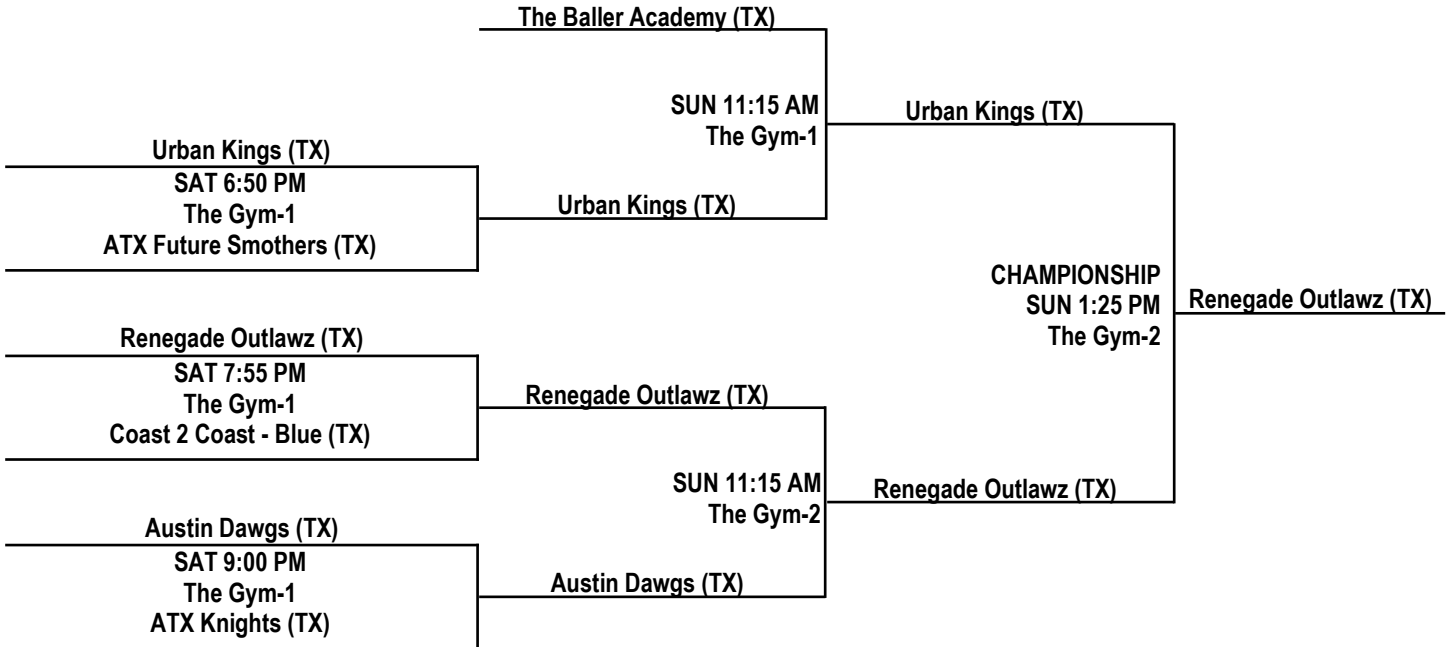 The Baller Academy (TX)
SUN 11:15 AM
The Gym-1
Urban Kings (TX)
Urban Kings (TX)
SAT 6:50 PM
The Gym-1
ATX Future Smothers (TX)
Urban Kings (TX)
CHAMPIONSHIP
SUN 1:25 PM
The Gym-2
Renegade Outlawz (TX)
Renegade Outlawz (TX)
SAT 7:55 PM
The Gym-1
Coast 2 Coast - Blue (TX)
Renegade Outlawz (TX)
SUN 11:15 AM
The Gym-2
Renegade Outlawz (TX)
Austin Dawgs (TX)
SAT 9:00 PM
The Gym-1
ATX Knights (TX)
Austin Dawgs (TX)